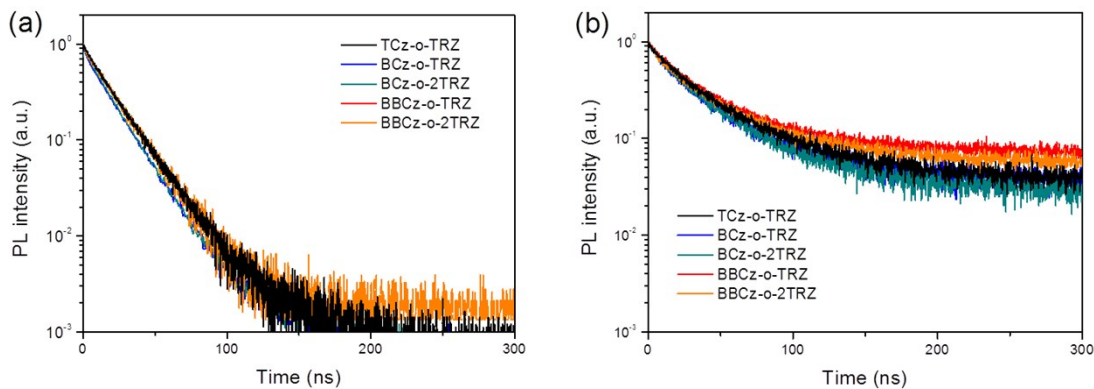 (a)
PL intensity (a.u.)
10⁰
10⁻¹
10⁻²
10⁻³
TCz-o-TRZ
BCz-o-TRZ
BCz-o-2TRZ
BBCz-o-TRZ
BBCz-o-2TRZ
0 100 200 300
Time (ns)
(b)
PL intensity (a.u.)
10⁰
10⁻¹
10⁻²
10⁻³
TCz-o-TRZ
BCz-o-TRZ
BCz-o-2TRZ
BBCz-o-TRZ
BBCz-o-2TRZ
0 100 200 300
Time (ns)